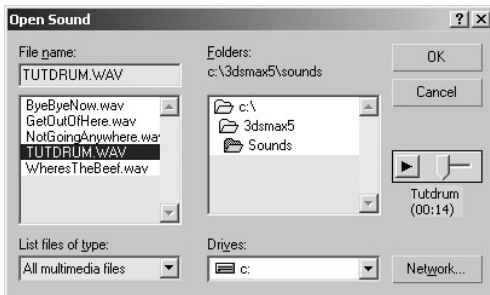 Open Sound
File name:
TUTDRUM.WAV
ByeByeNow.wav
GetOutOfHere.wav
NotGoingAnywhere.wav
TUTDRUM.WAV
WheresTheBeef.wav
List files of type:
All multimedia files
Folders:
c:\3dsmax5\sounds
c:\
3dsmax5
Sounds
Drives:
c:
OK
Cancel
Tutdrum
(00:14)
Network...